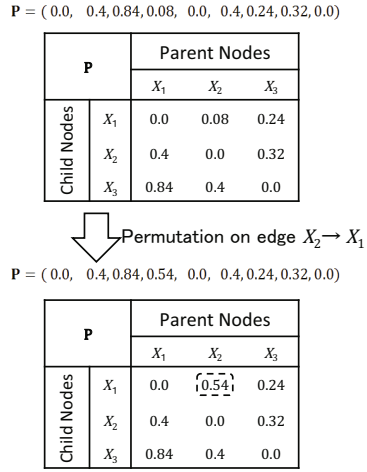 P = ( 0.0, 0.4, 0.84, 0.08, 0.0, 0.4, 0.24, 0.32, 0.0)
P
Parent Nodes
X₁ X₂ X₃
Child Nodes
X₁ 0.0 0.08 0.24
X₂ 0.4 0.0 0.32
X₃ 0.84 0.4 0.0
Permutation on edge X₂→ X₁
P = ( 0.0, 0.4, 0.84, 0.54, 0.0, 0.4, 0.24, 0.32, 0.0)
P
Parent Nodes
X₁ X₂ X₃
Child Nodes
X₁ 0.0 0.54 0.24
X₂ 0.4 0.0 0.32
X₃ 0.84 0.4 0.0